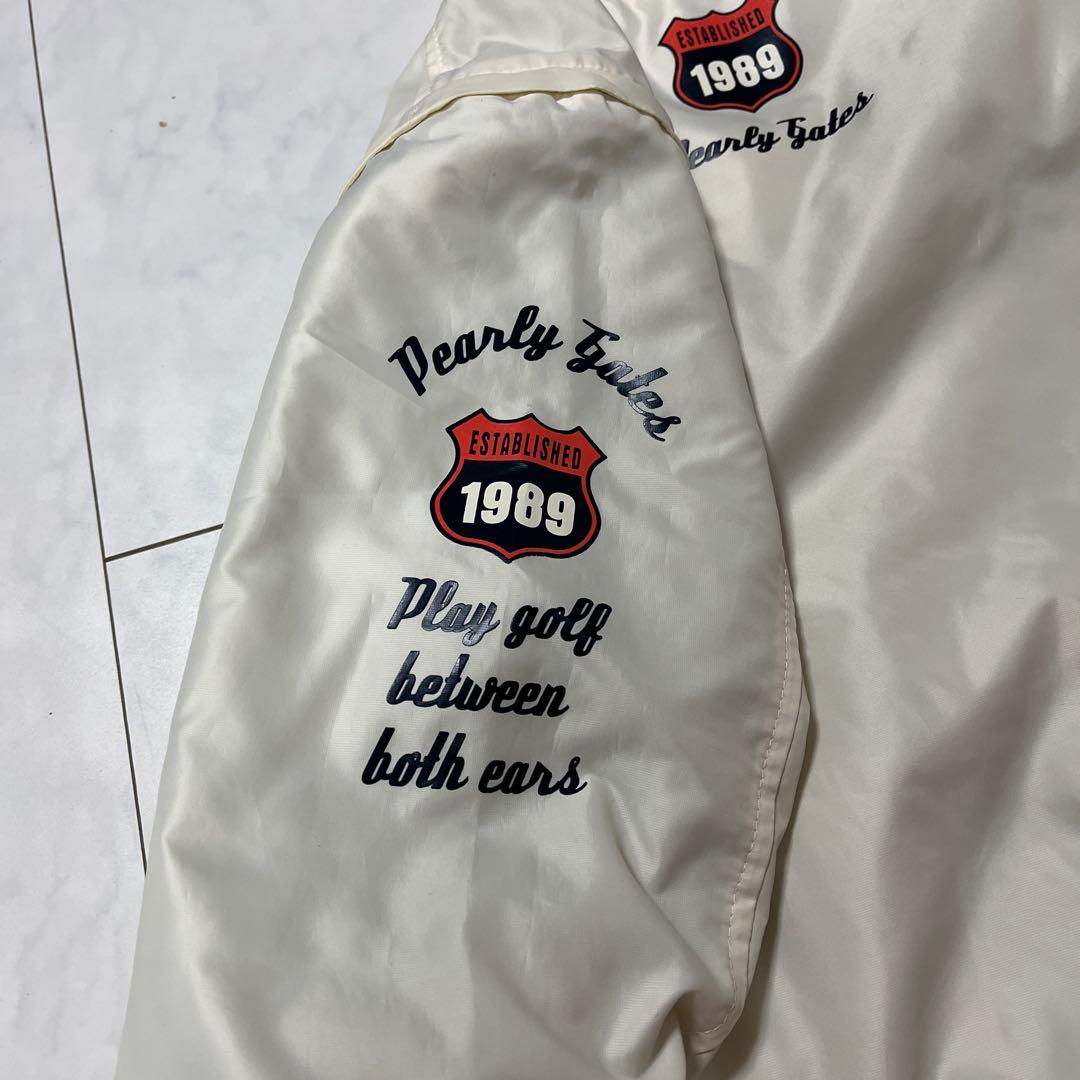 ESTABLISHED
1989
Pearly Gates
Pearly Gates
ESTABLISHED
1989
Play golf
between
both ears